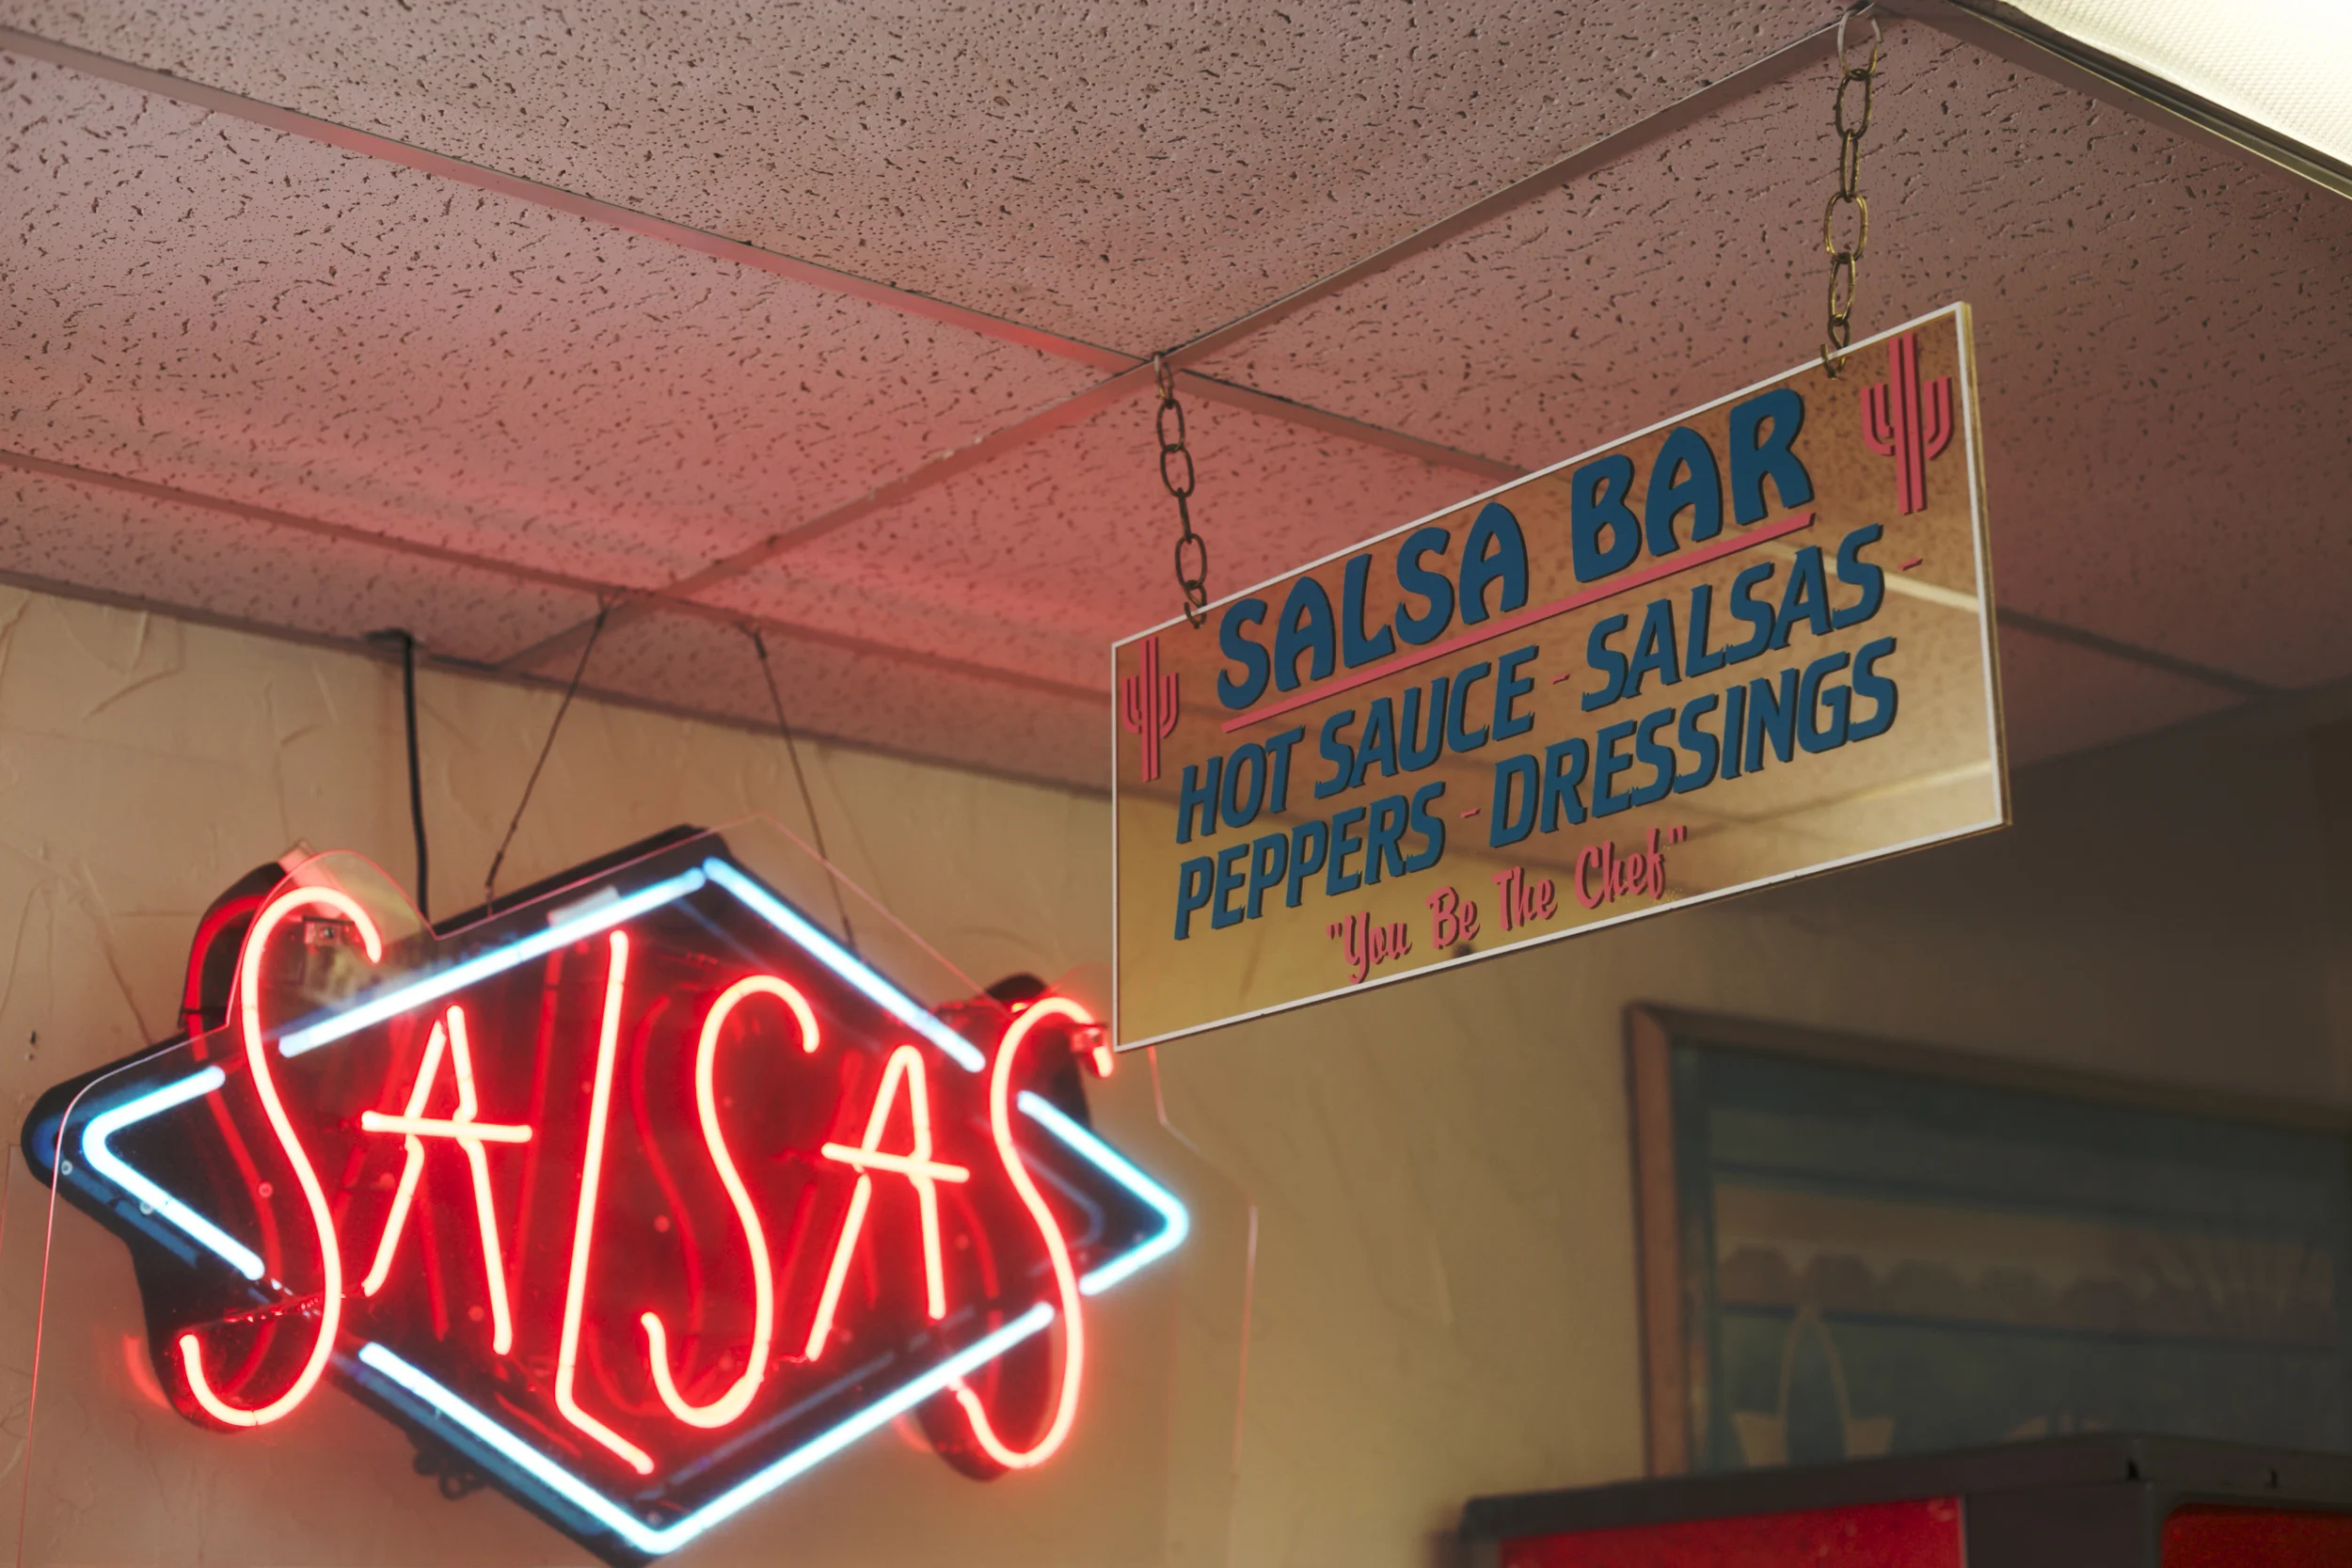 SALSAS
SALSA BAR
HOT SAUCE - SALSAS -
PEPPERS - DRESSINGS
"You Be The Chef"